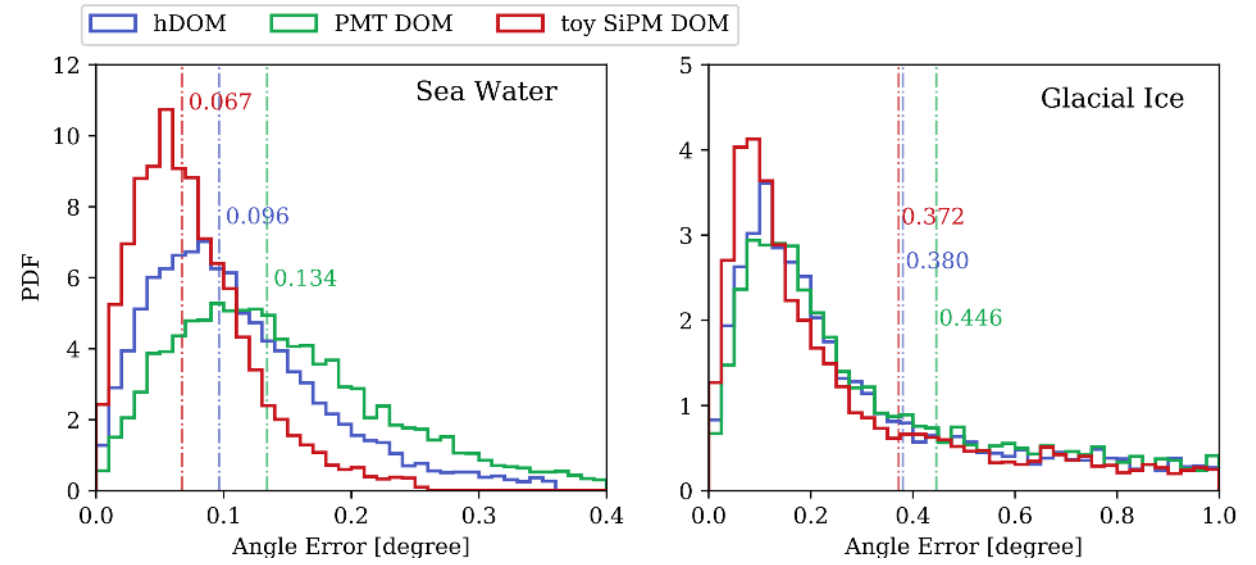 hDOM PMT DOM toy SiPM DOM
Sea Water
12
10
8
6
4
2
0
PDF
0.067
0.096
0.134
0.0 0.1 0.2 0.3 0.4
Angle Error [degree]
Glacial Ice
5
4
3
2
1
0
0.372
0.380
0.446
0.0 0.2 0.4 0.6 0.8 1.0
Angle Error [degree]